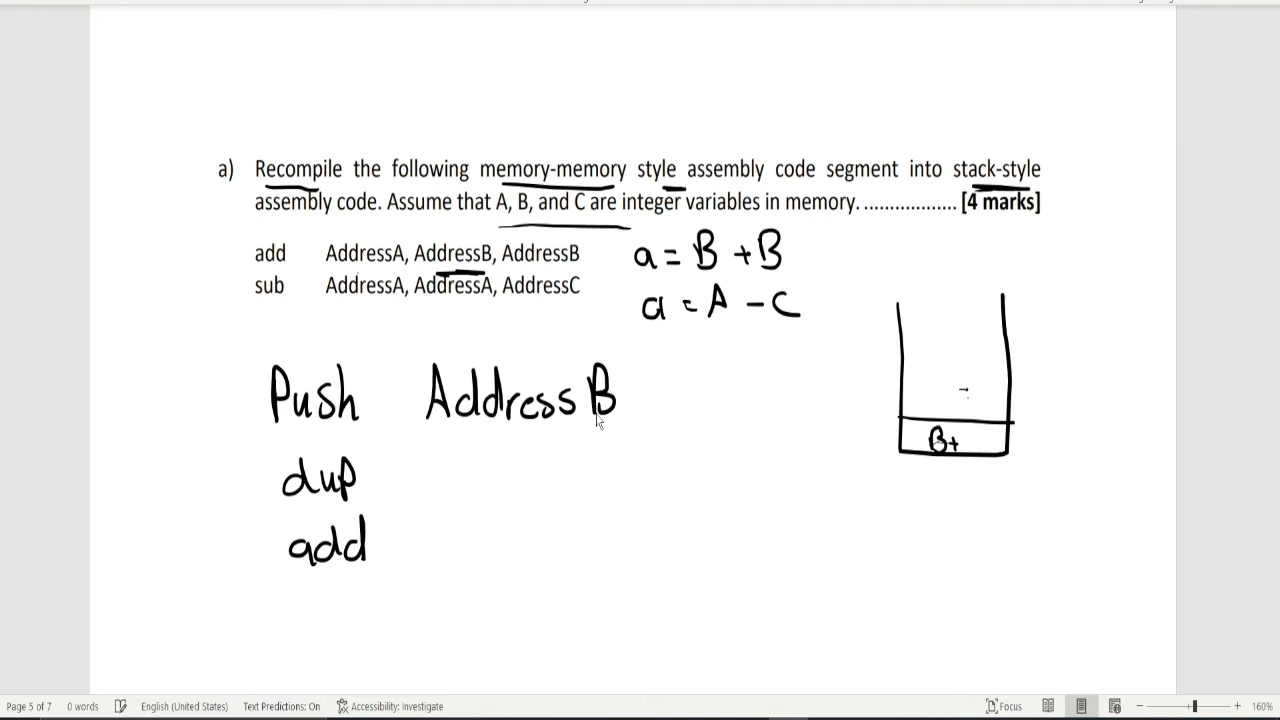 a) Recompile the following memory-memory style assembly code segment into stack-style
assembly code. Assume that A, B, and C are integer variables in memory. .................. [4 marks]
add AddressA, AddressB, AddressB a = B + B
sub AddressA, AddressA, AddressC a = A - C
Push AddressB
B+
dup
add
Page 5 of 7 0 words English (United States) Text Predictions: On Accessibility: Investigate Focus - + 160%